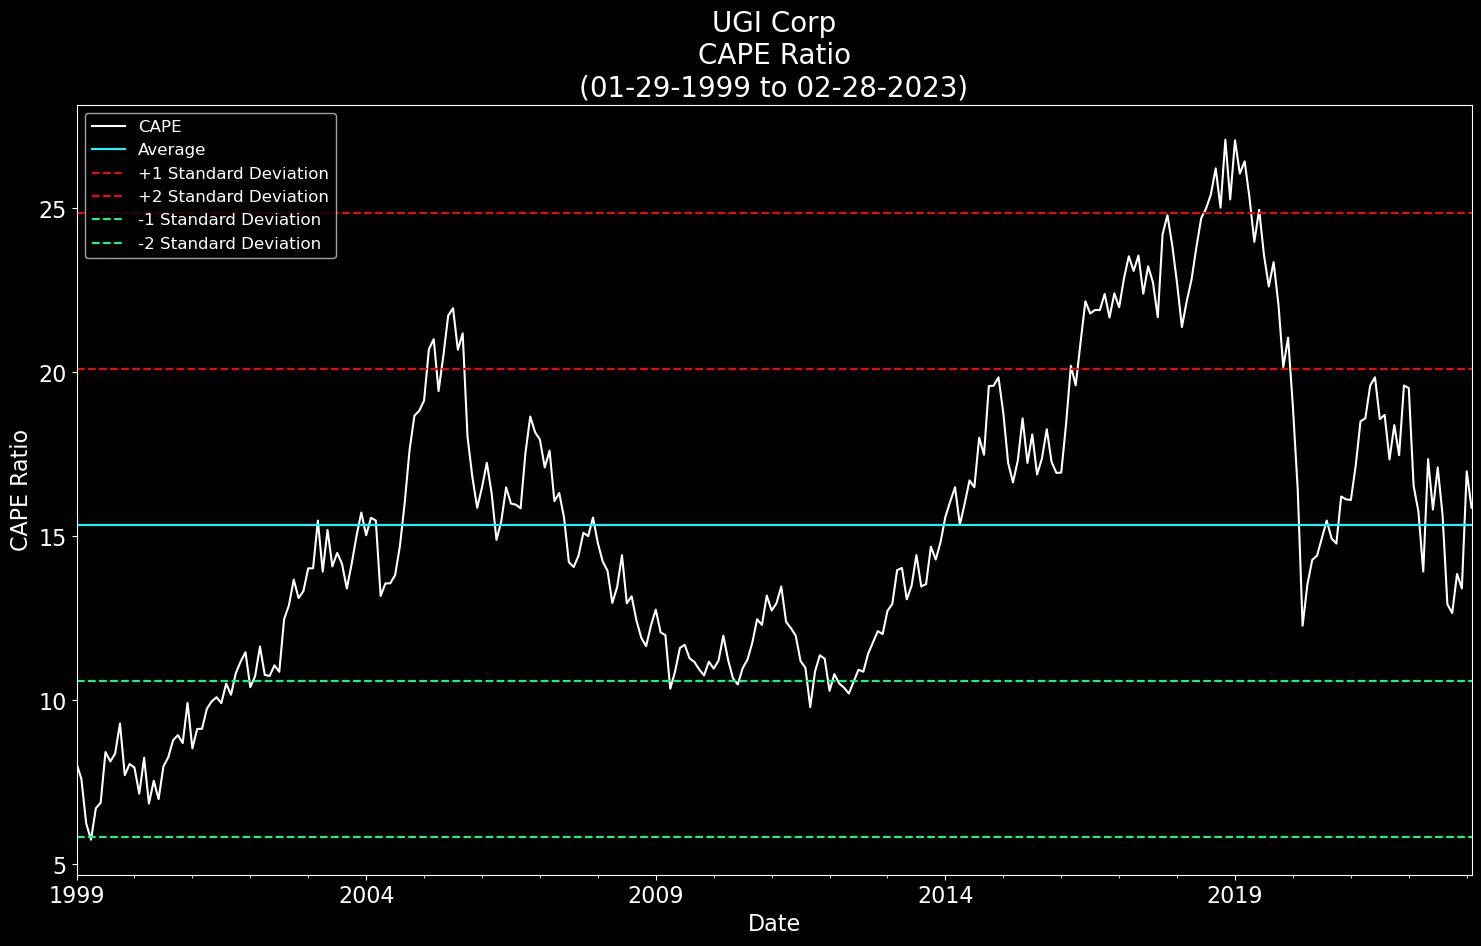 UGI Corp
CAPE Ratio
(01-29-1999 to 02-28-2023)
CAPE
Average
+1 Standard Deviation
+2 Standard Deviation
-1 Standard Deviation
-2 Standard Deviation
CAPE Ratio
25
20
15
10
5
1999 2004 2009 2014 2019
Date